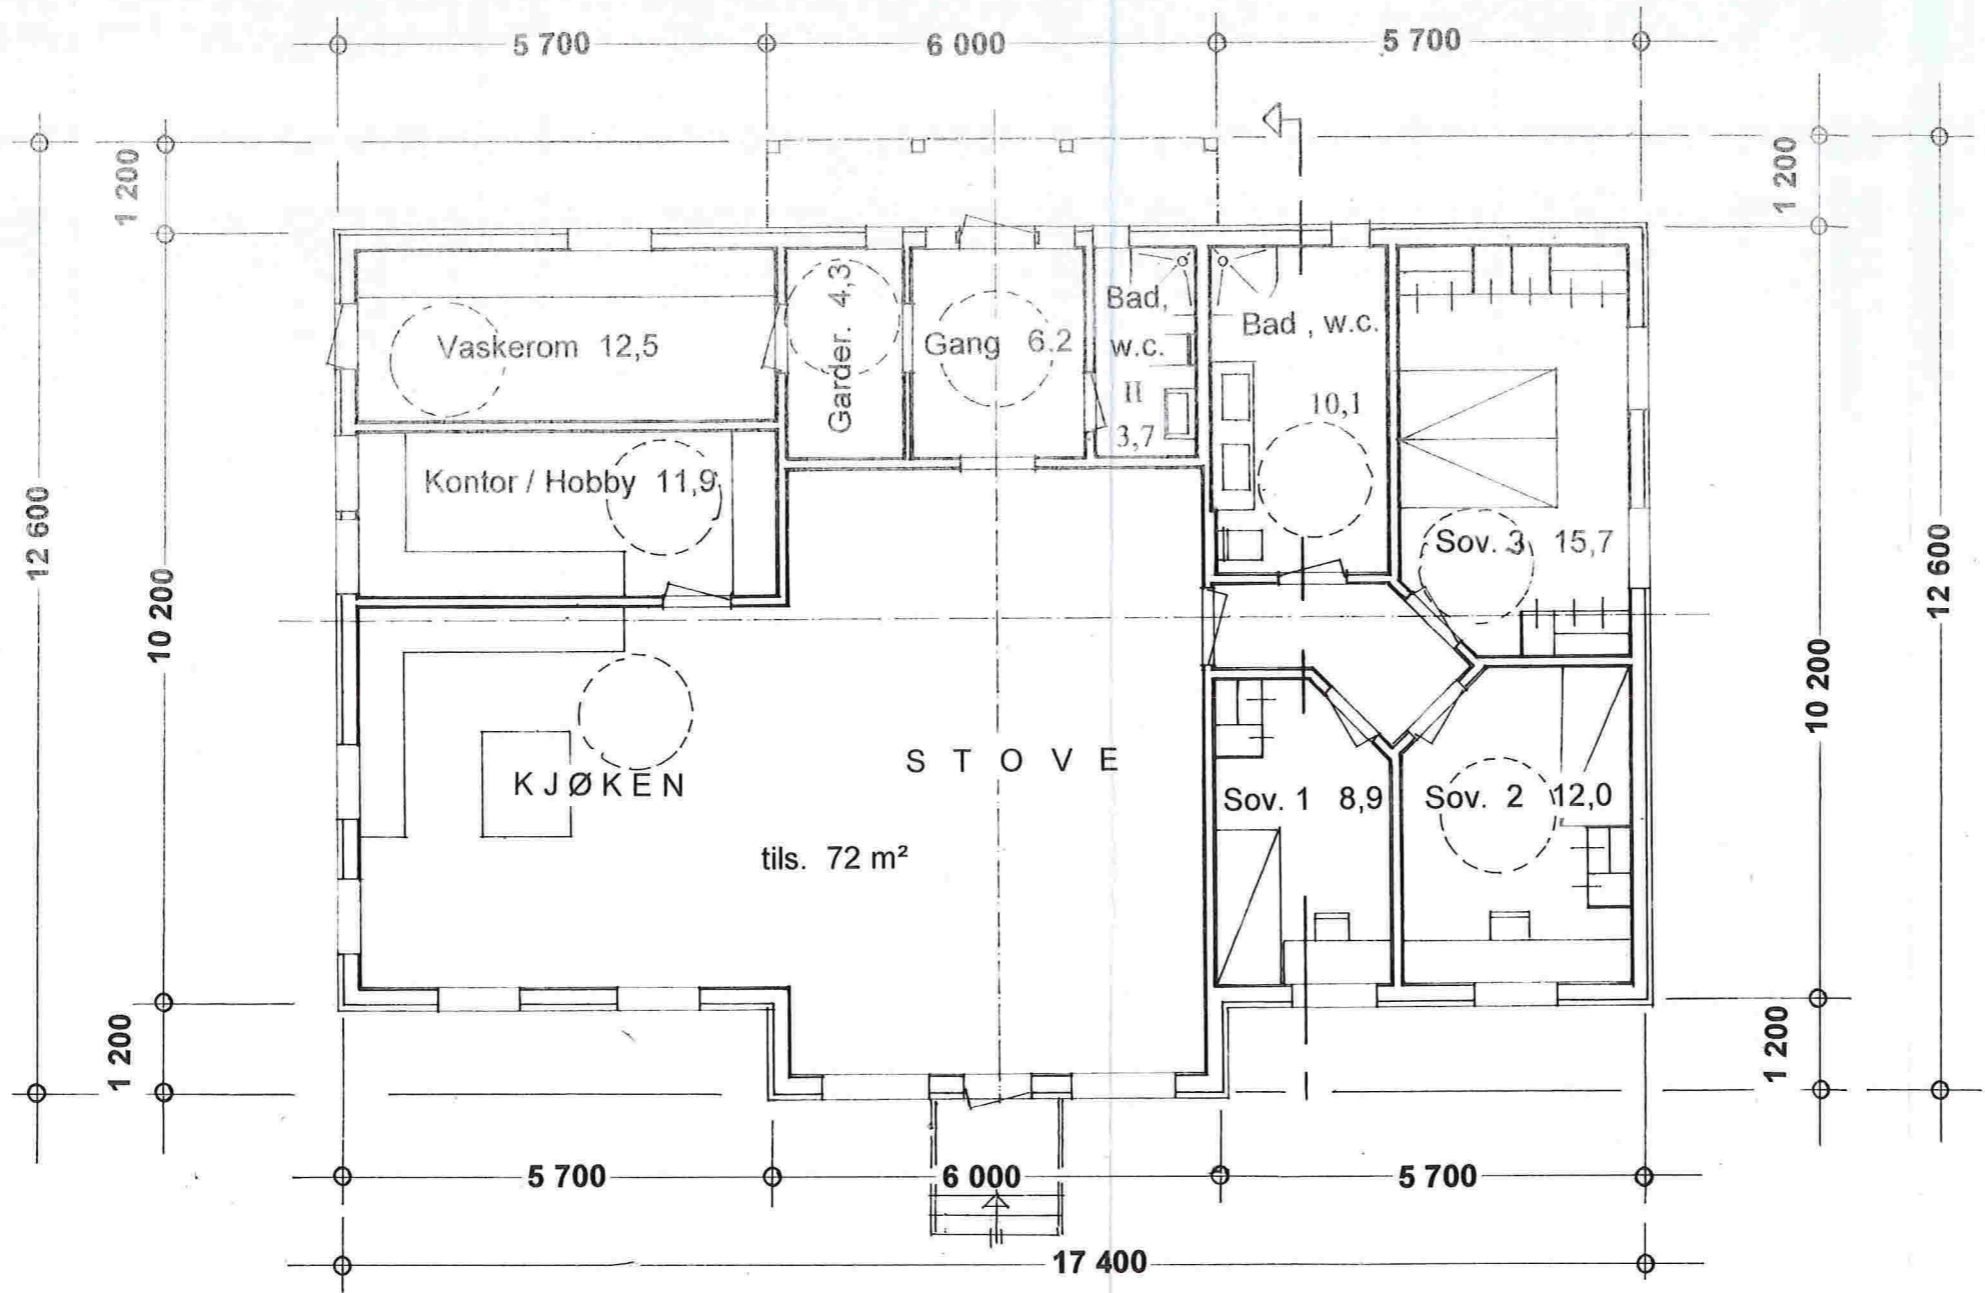 5 700
6 000
5 700
1 200
1 200
12 600
10 200
Vaskerom 12,5
Garder. 4,3
Gang 6.2
Bad,
w.c.
II
3,7
Bad , w.c.
10,1
Kontor / Hobby 11,9
Sov. 3 15,7
12 600
10 200
KJØKEN
STOVE
tils. 72 m²
Sov. 1 8,9
Sov. 2 12,0
1 200
1 200
5 700
6 000
5 700
17 400